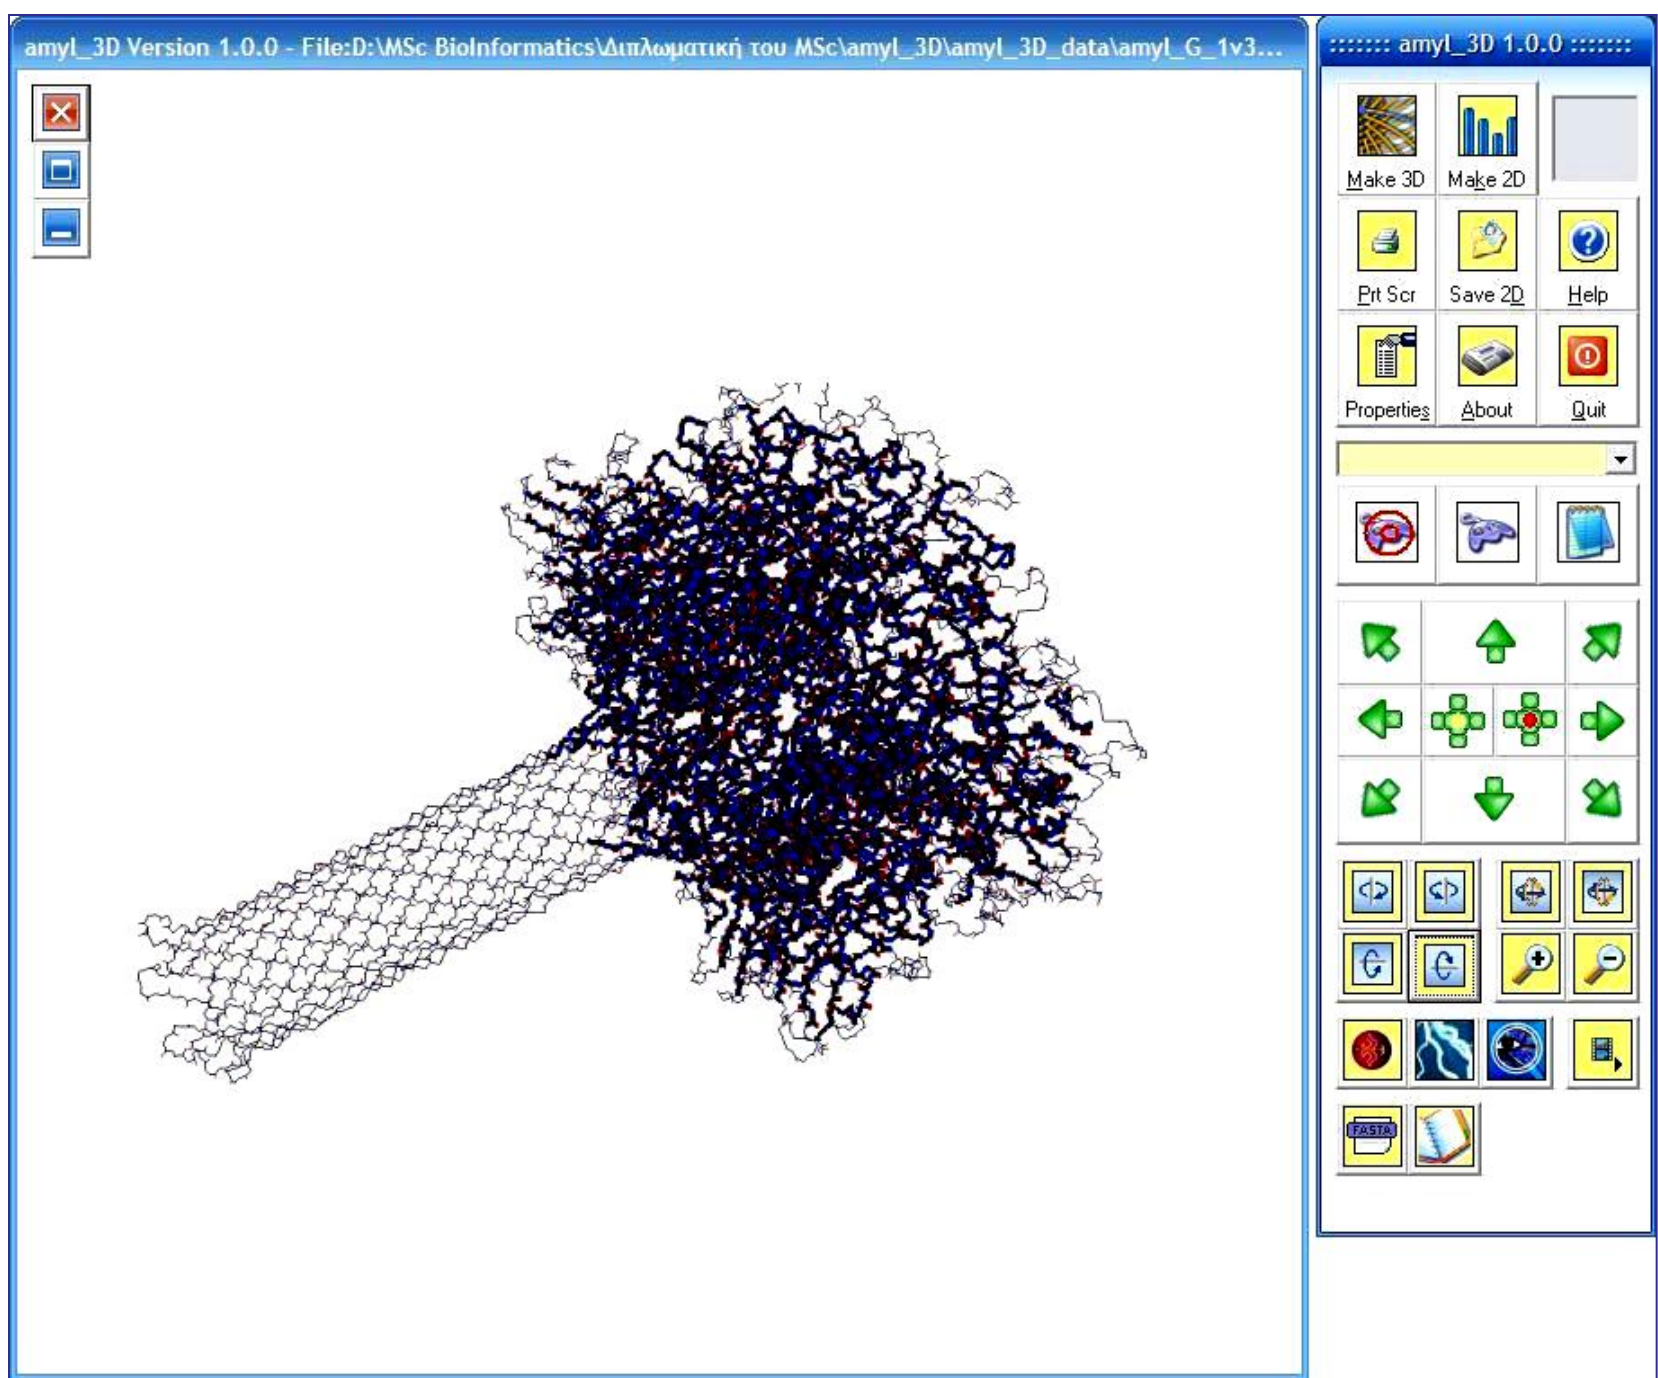 amyl_3D Version 1.0.0 - File:D:\MSc BioInformatics\Διπλωματική του MSc\amyl_3D\amyl_3D_data\amyl_G_1v3...
::::::: amyl_3D 1.0.0 :::::::
Make 3D Make 2D
Prt Scr Save 2D Help
Properties About Quit
FASTA